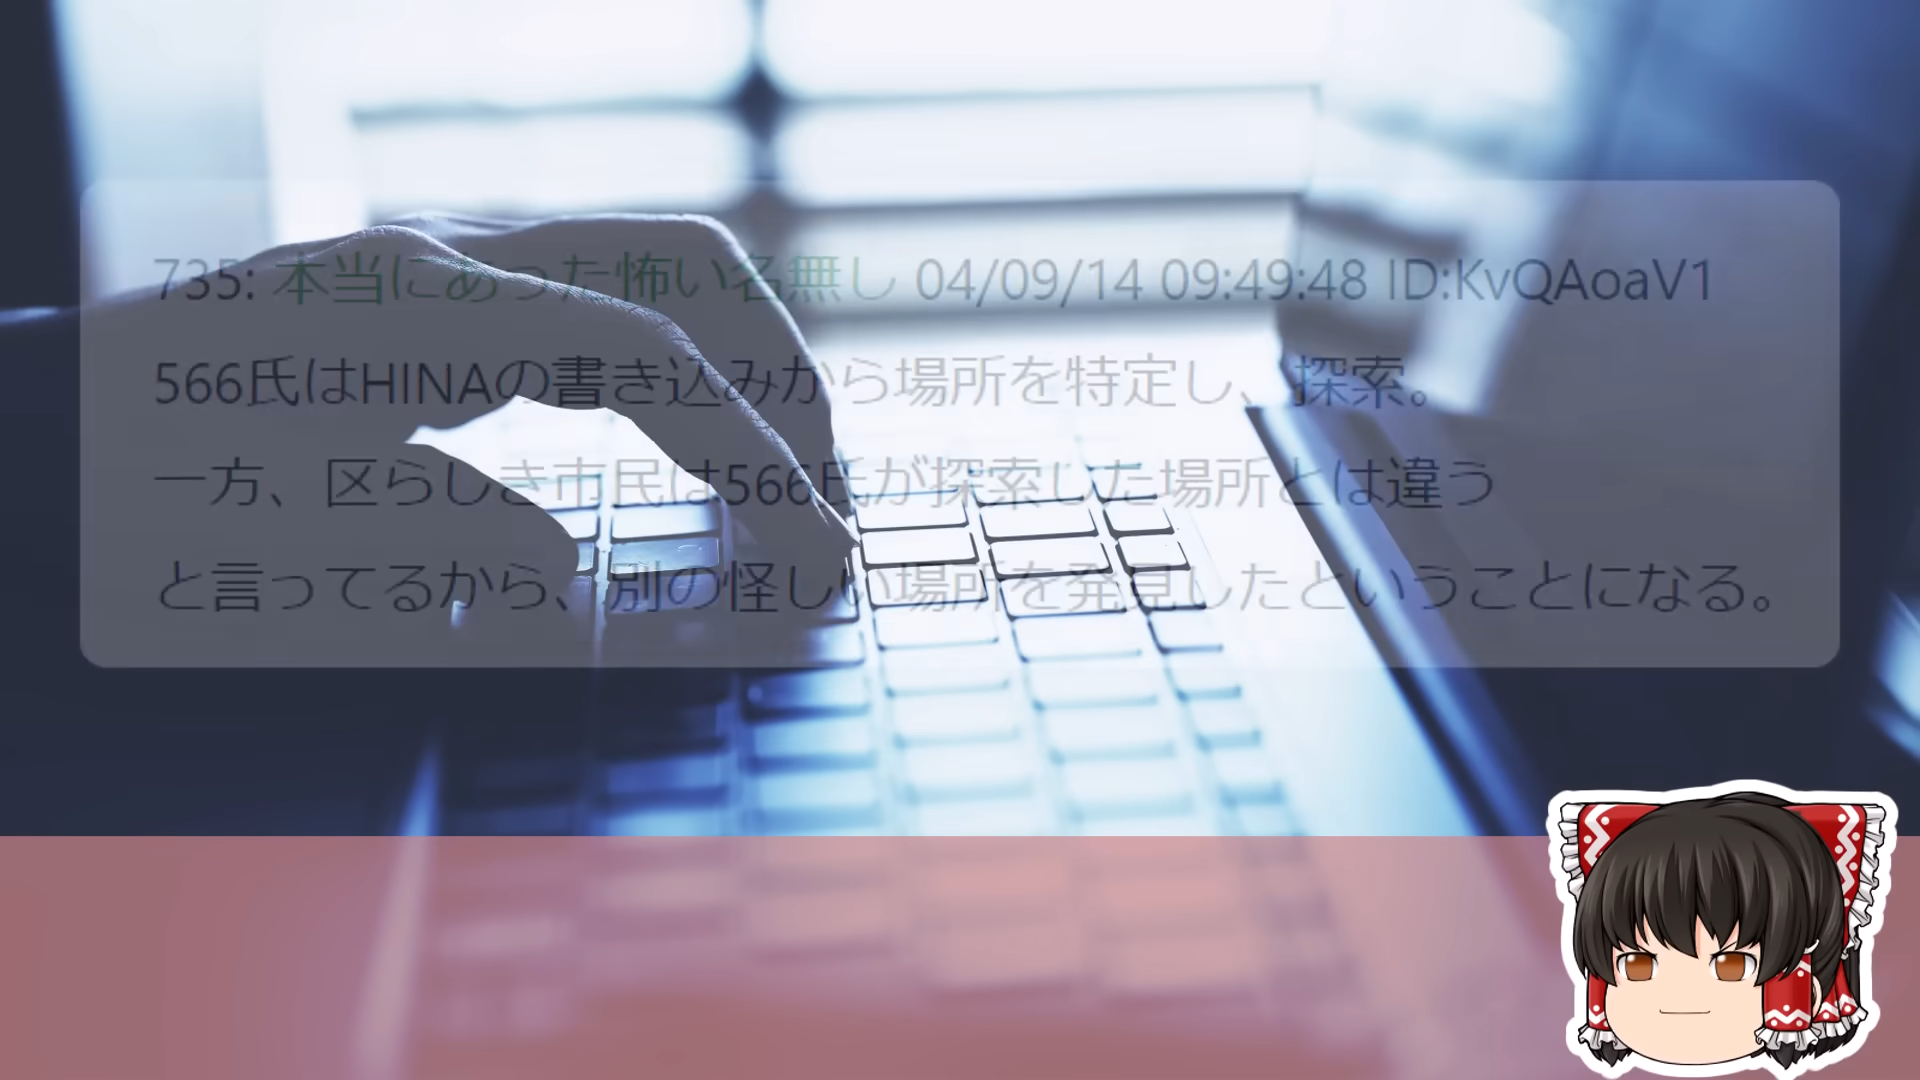 735: 本当にあった怖い名無し 04/09/14 09:49:48 ID:KvQAoaV1
566氏はHINAの書き込みから場所を特定し、探索。
一方、区らしき市民は566氏が探索した場所とは違う
と言ってるから、別の怪しい場所を発見したということになる。